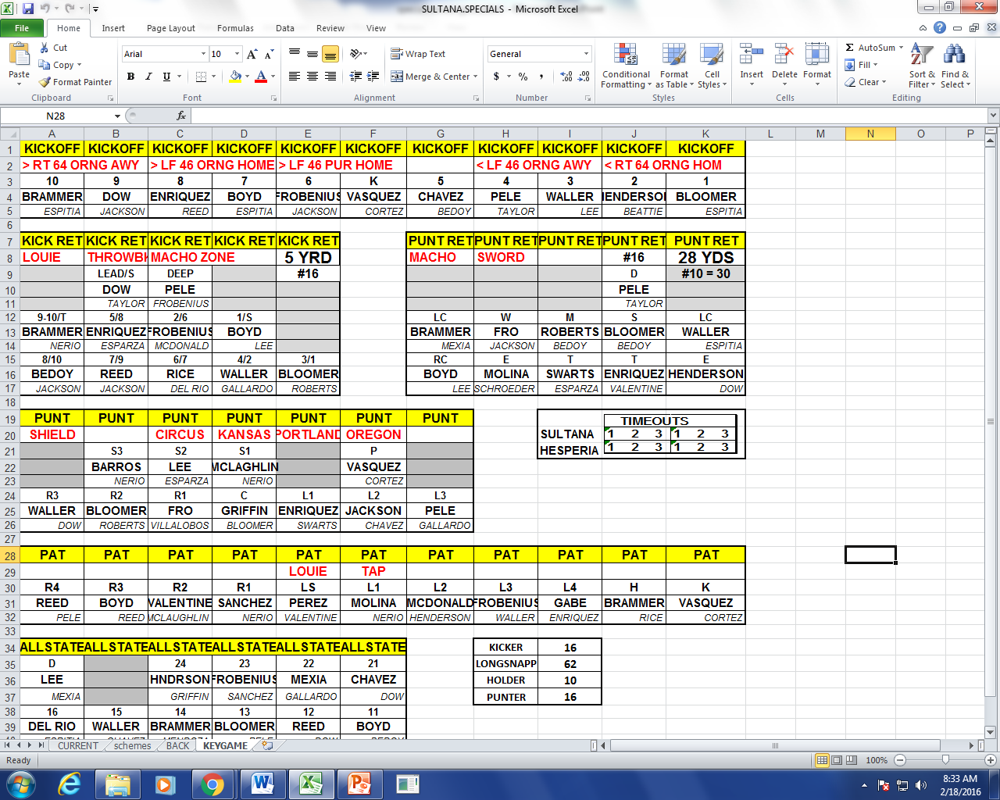 SULTANA.SPECIALS - Microsoft Excel
File Home Insert Page Layout Formulas Data Review View
Cut
Copy
Format Painter
Paste
Clipboard
Arial 10
B I U
Font
Wrap Text
Merge & Center
Alignment
General
$ % ,
Number
Conditional Formatting
Format as Table
Cell Styles
Styles
Insert Delete Format
Cells
AutoSum
Fill
Clear
Sort & Filter
Find & Select
Editing
N28 fx
A B C D E F G H I J K L M N O P
1 KICKOFF KICKOFF KICKOFF KICKOFF KICKOFF KICKOFF KICKOFF KICKOFF KICKOFF KICKOFF KICKOFF
2 > RT 64 ORNG AWY > LF 46 ORNG HOME > LF 46 PUR HOME < LF 46 ORNG AWY < RT 64 ORNG HOM
3 10 9 8 7 6 K 5 4 3 2 1
4 BRAMMER DOW ENRIQUEZ BOYD FROBENIUS VASQUEZ CHAVEZ PELE WALLER HENDERSO BLOOMER
5 ESPITIA JACKSON REED ESPITIA JACKSON CORTEZ BEDOY TAYLOR LEE BEATTIE ESPITIA
6
7 KICK RET KICK RET KICK RET KICK RET KICK RET PUNT RET PUNT RET PUNT RET PUNT RET PUNT RET
8 LOUIE THROWBK MACHO ZONE 5 YRD MACHO SWORD #16 28 YDS
9 LEAD/S DEEP #16 D #10 = 30
10 DOW PELE PELE
11 TAYLOR FROBENIUS TAYLOR
12 9-10/T 5/8 2/6 1/S LC W M S LC
13 BRAMMER ENRIQUEZ FROBENIUS BOYD BRAMMER FRO ROBERTS BLOOMER WALLER
14 NERIO ESPARZA MCDONALD LEE MEXIA JACKSON BEDOY BEDOY ESPITIA
15 8/10 7/9 6/7 4/2 3/1 RC E T T E
16 BEDOY REED RICE WALLER BLOOMER BOYD MOLINA SWARTS ENRIQUEZ HENDERSON
17 JACKSON JACKSON DEL RIO GALLARDO ROBERTS LEE SCHROEDER ESPARZA VALENTINE DOW
18
19 PUNT PUNT PUNT PUNT PUNT PUNT PUNT TIMEOUTS
20 SHIELD CIRCUS KANSAS PORTLAND OREGON SULTANA 1 2 3 1 2 3
21 S3 S2 S1 P HESPERIA 1 2 3 1 2 3
22 BARROS LEE MCLAGHLIN VASQUEZ
23 NERIO ESPARZA NERIO CORTEZ
24 R3 R2 R1 C L1 L2 L3
25 WALLER BLOOMER FRO GRIFFIN ENRIQUEZ JACKSON PELE
26 DOW ROBERTS VILLALOBOS BLOOMER SWARTS CHAVEZ GALLARDO
27
28 PAT PAT PAT PAT PAT PAT PAT PAT PAT PAT PAT
29 LOUIE TAP
30 R4 R3 R2 R1 LS L1 L2 L3 L4 H K
31 REED BOYD VALENTINE SANCHEZ PEREZ MOLINA MCDONALD FROBENIUS GABE BRAMMER VASQUEZ
32 PELE REED MCLAUGHLIN NERIO VALENTINE NERIO HENDERSON WALLER ENRIQUEZ RICE CORTEZ
33
34 ALLSTATE ALLSTATE ALLSTATE ALLSTATE ALLSTATE ALLSTATE KICKER 16
35 D 24 23 22 21 LONGSNAPP 62
36 LEE HNDRSON FROBENIUS MEXIA CHAVEZ HOLDER 10
37 MEXIA GRIFFIN SANCHEZ GALLARDO DOW PUNTER 16
38 16 15 14 13 12 11
39 DEL RIO WALLER BRAMMER BLOOMER REED BOYD
CURRENT schemes BACK KEYGAME
Ready 100%
8:33 AM
2/18/2016